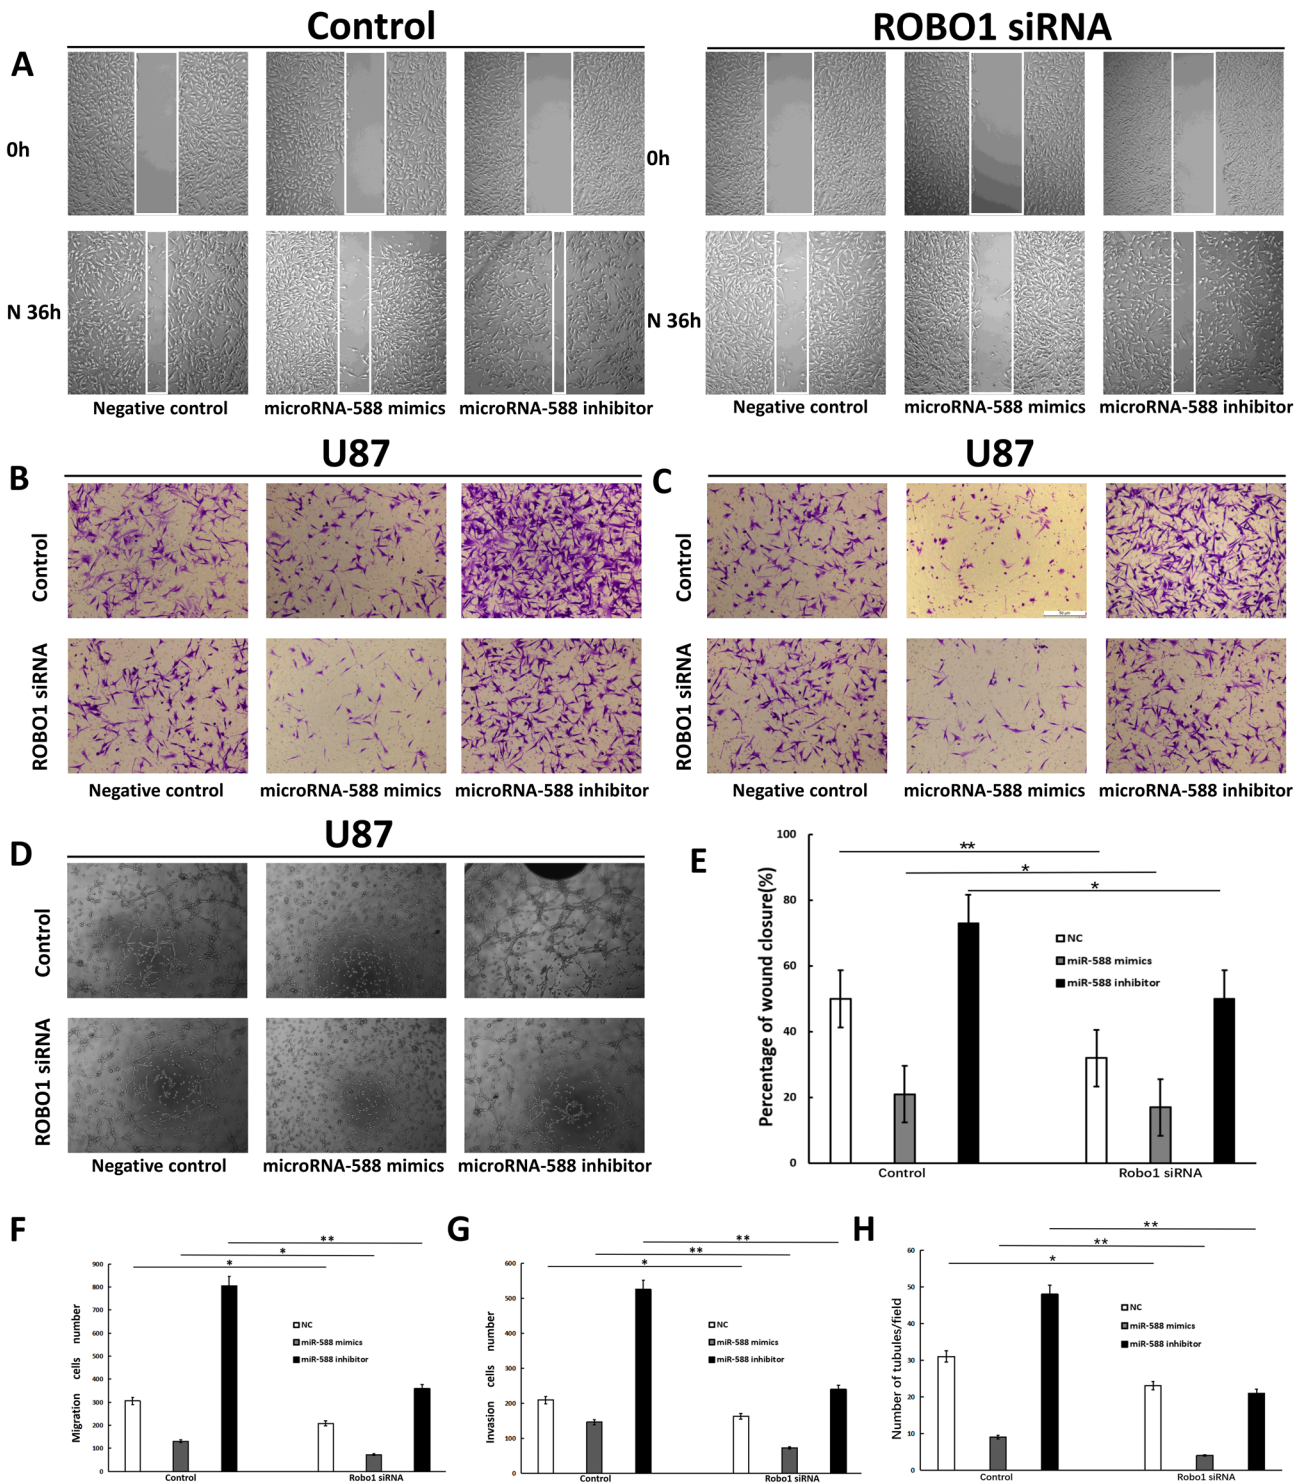 Control
ROBO1 siRNA
A
0h
0h
N 36h
N 36h
Negative control
microRNA-588 mimics
microRNA-588 inhibitor
Negative control
microRNA-588 mimics
microRNA-588 inhibitor
U87
U87
B
C
Control
Control
ROBO1 siRNA
ROBO1 siRNA
Negative control
microRNA-588 mimics
microRNA-588 inhibitor
Negative control
microRNA-588 mimics
microRNA-588 inhibitor
U87
D
Control
ROBO1 siRNA
Negative control
microRNA-588 mimics
microRNA-588 inhibitor
E
Percentage of wound closure(%)
100
80
60
40
20
0
**
*
*
NC
miR-588 mimics
miR-588 inhibitor
Control
Robo1 siRNA
F
Migration cells number
900
800
700
600
500
400
300
200
100
0
**
*
*
NC
miR-588 mimics
miR-588 inhibitor
Control
Robo1 siRNA
G
Invasion cells number
600
500
400
300
200
100
0
**
**
*
NC
miR-588 mimics
miR-588 inhibitor
Control
Robo1 siRNA
H
Number of tubules/field
60
50
40
30
20
10
0
**
**
*
NC
miR-588 mimics
miR-588 inhibitor
Control
Robo1 siRNA